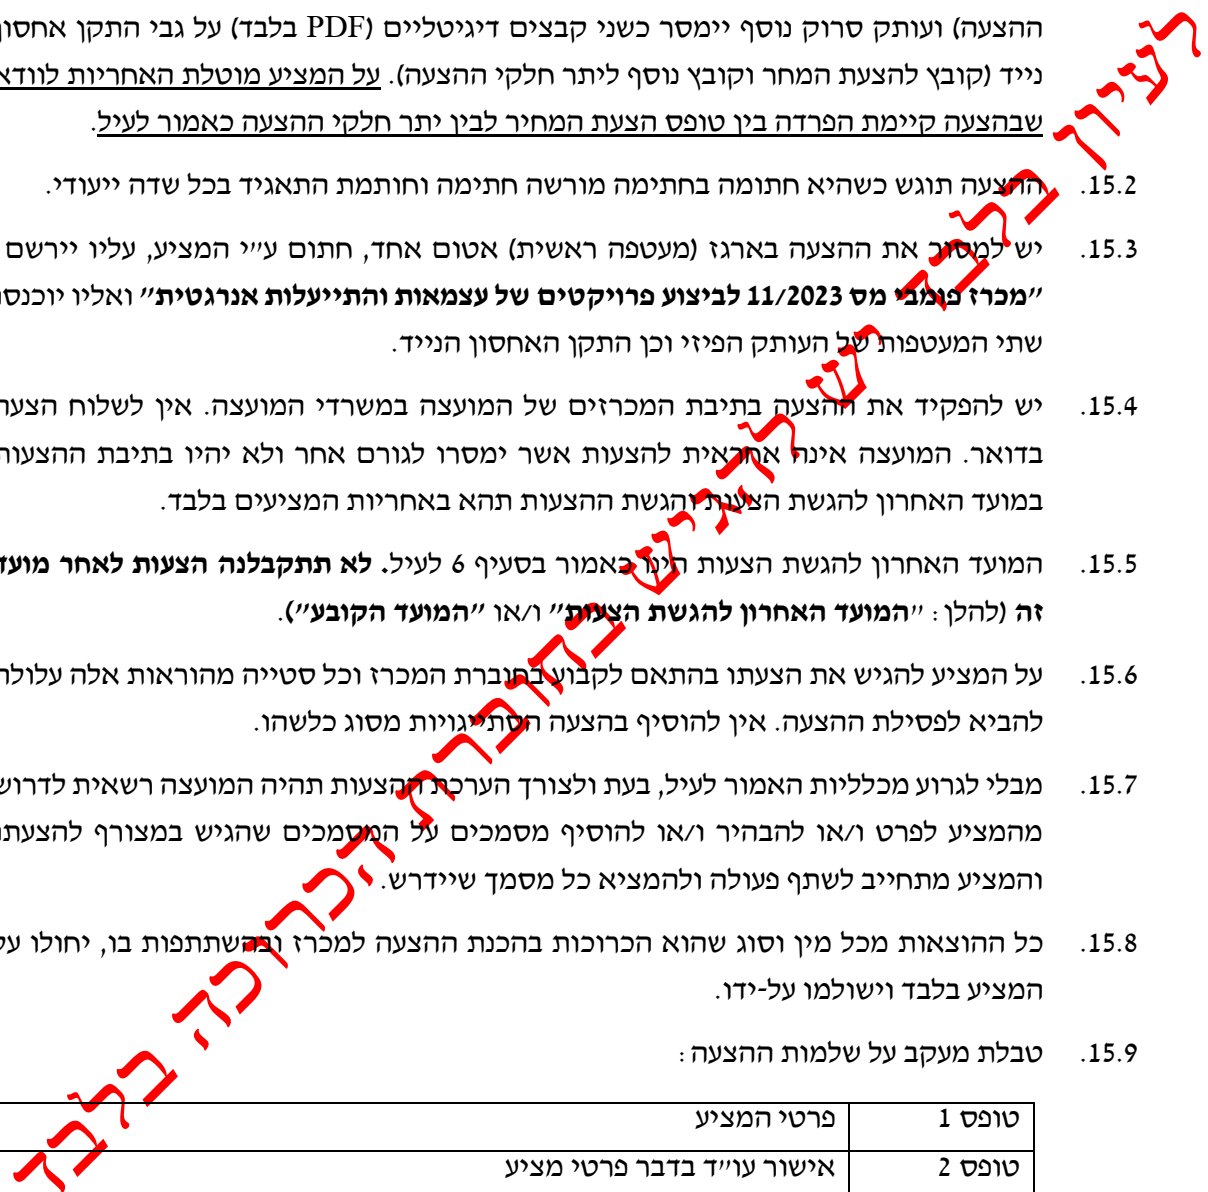 ההצעה) ועותק סרוק נוסף יימסר כשני קבצים דיגיטליים (PDF בלבד) על גבי התקן אחסון
נייד (קובץ להצעת המחר וקובץ נוסף ליתר חלקי ההצעה). על המציע מוטלת האחריות לוודא
שבהצעה קיימת הפרדה בין טופס הצעת המחיר לבין יתר חלקי ההצעה כאמור לעיל.
15.2. ההצעה תוגש כשהיא חתומה בחתימה מורשה חתימה וחותמת התאגיד בכל שדה ייעודי.
15.3. יש למסור את ההצעה בארגז (מעטפה ראשית) אטום אחד, חתום ע״י המציע, עליו יירשם
״מכרז פומבי מס 11/2023 לביצוע פרויקטים של עצמאות והתייעלות אנרגטית״ ואליו יוכנסו
שתי המעטפות של העותק הפיזי וכן התקן האחסון הנייד.
15.4. יש להפקיד את ההצעה בתיבת המכרזים של המועצה במשרדי המועצה. אין לשלוח הצעה
בדואר. המועצה אינה אחראית להצעות אשר ימסרו לגורם אחר ולא יהיו בתיבת ההצעות
במועד האחרון להגשת הצעות והגשת ההצעות תהא באחריות המציעים בלבד.
15.5. המועד האחרון להגשת הצעות הינו כאמור בסעיף 6 לעיל. לא תתקבלנה הצעות לאחר מועד
זה (להלן: ״המועד האחרון להגשת הצעות״ ו/או ״המועד הקובע״).
15.6. על המציע להגיש את הצעתו בהתאם לקבוע בחוברת המכרז וכל סטייה מהוראות אלה עלולה
להביא לפסילת ההצעה. אין להוסיף בהצעה הסתייגויות מסוג כלשהו.
15.7. מבלי לגרוע מכלליות האמור לעיל, בעת ולצורך הערכת ההצעות תהיה המועצה רשאית לדרוש
מהמציע לפרט ו/או להבהיר ו/או להוסיף מסמכים על המסמכים שהגיש במצורף להצעתו
והמציע מתחייב לשתף פעולה ולהמציא כל מסמך שיידרש.
15.8. כל ההוצאות מכל מין וסוג שהוא הכרוכות בהכנת ההצעה למכרז ובהשתתפות בו, יחולו על
המציע בלבד וישולמו על-ידו.
15.9. טבלת מעקב על שלמות ההצעה:
טופס 1 פרטי המציע
טופס 2 אישור עו״ד בדבר פרטי מציע
לעיון בלבד יש להגיש בחוברת הכרוכה בלבד